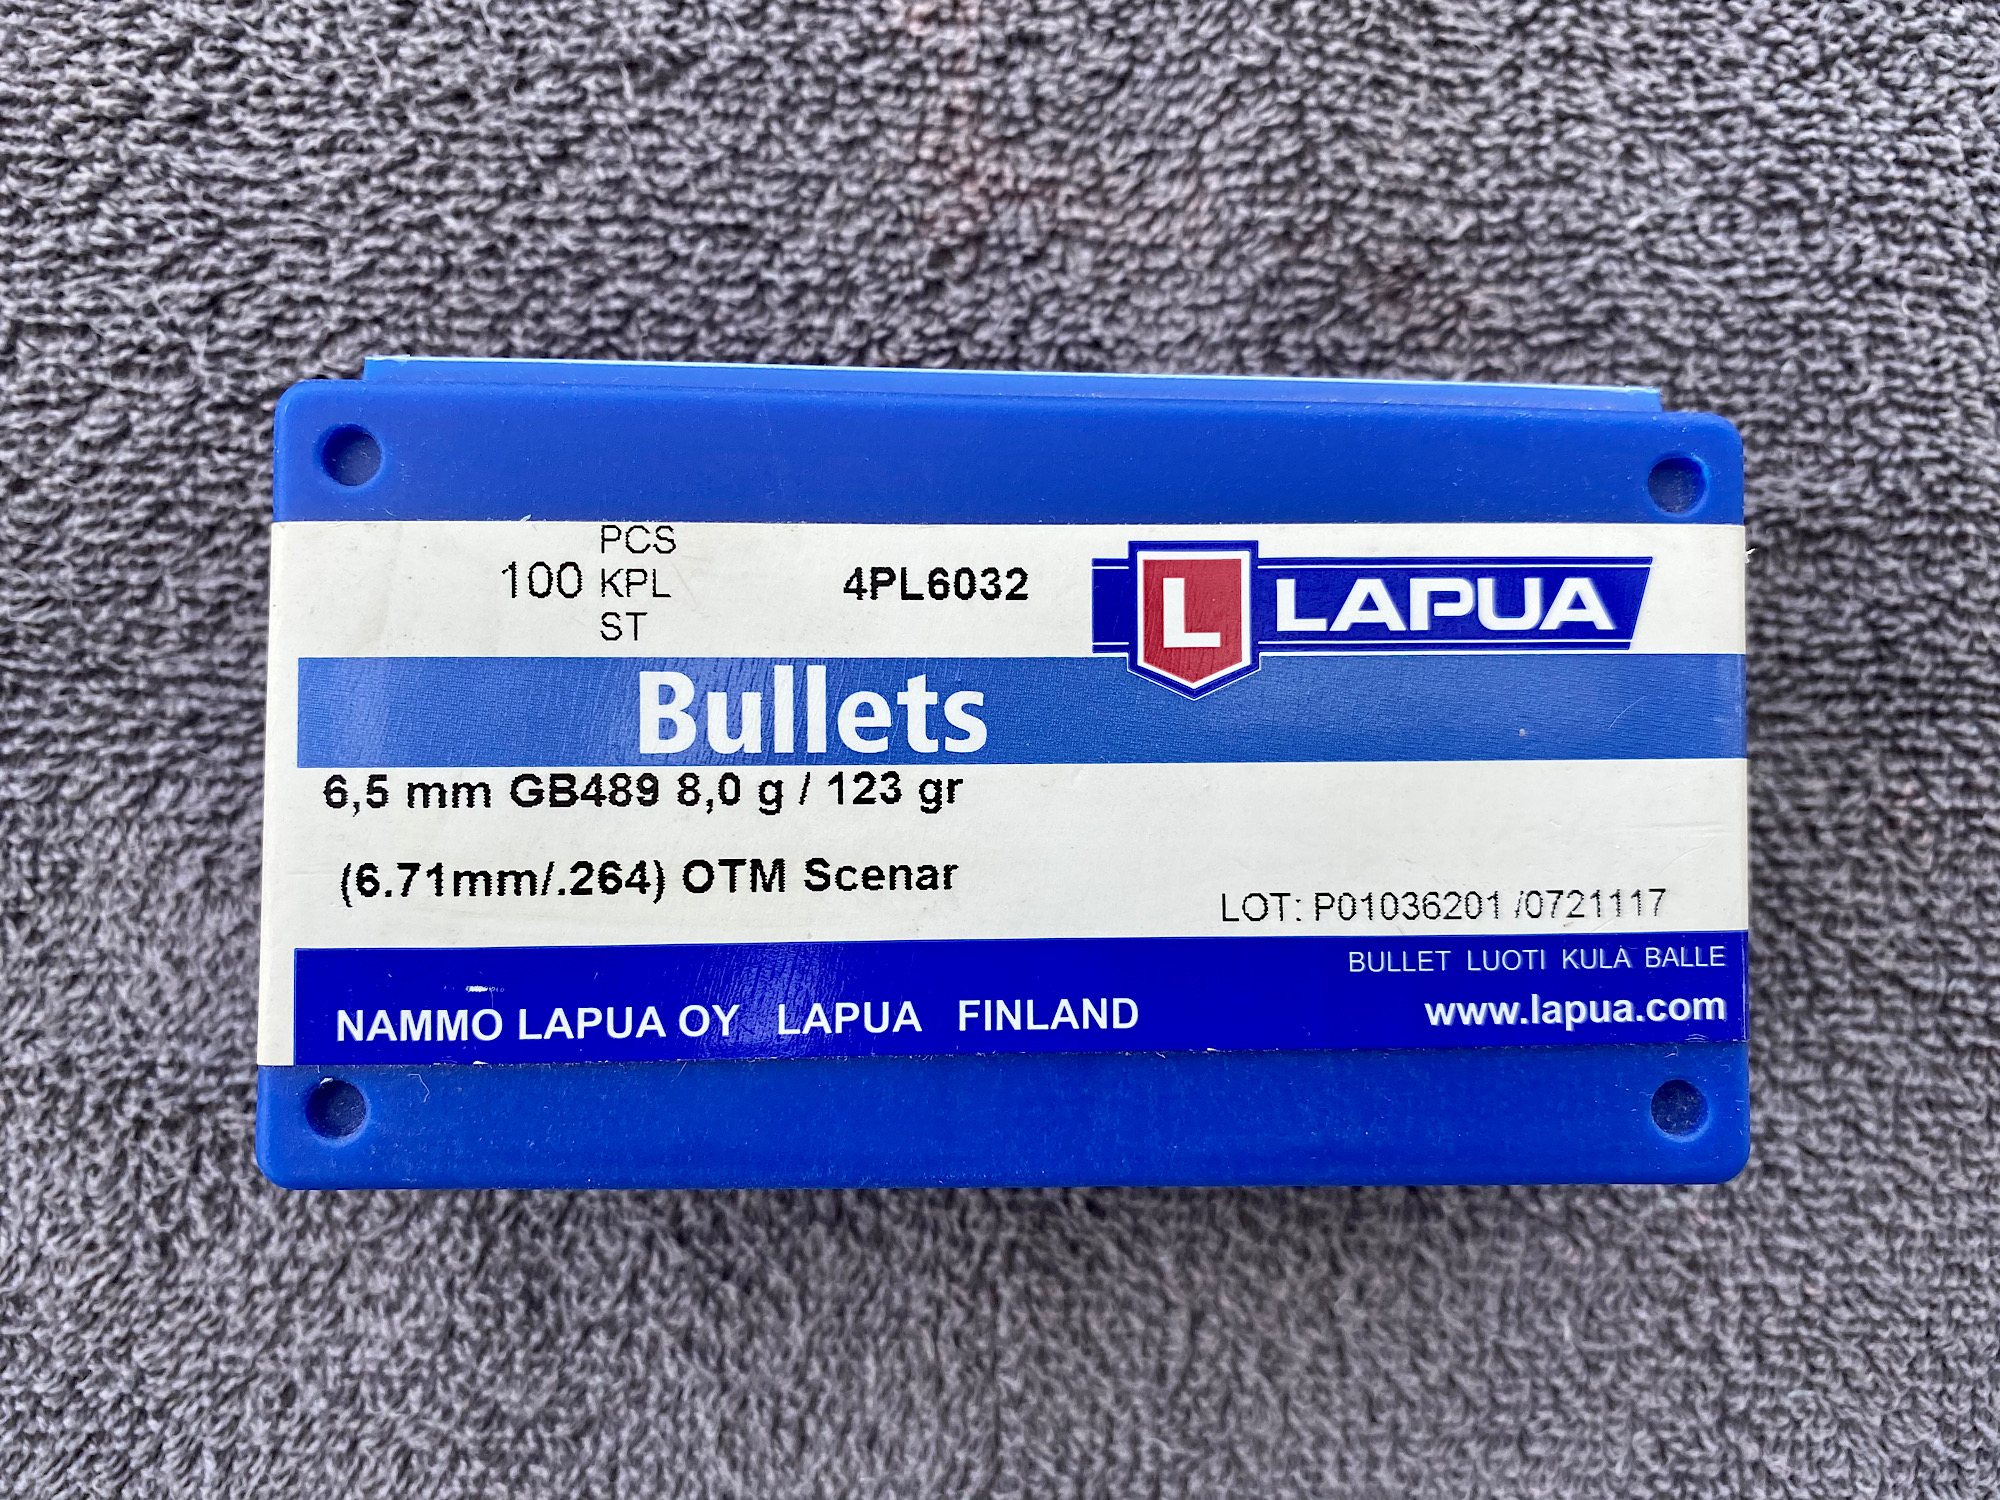 PCS
100 KPL
ST
4PL6032
L LAPUA
Bullets
6,5 mm GB489 8,0 g / 123 gr
(6.71mm/.264) OTM Scenar
LOT: P01036201 /0721117
BULLET LUOTI KULA BALLE
NAMMO LAPUA OY LAPUA FINLAND
www.lapua.com